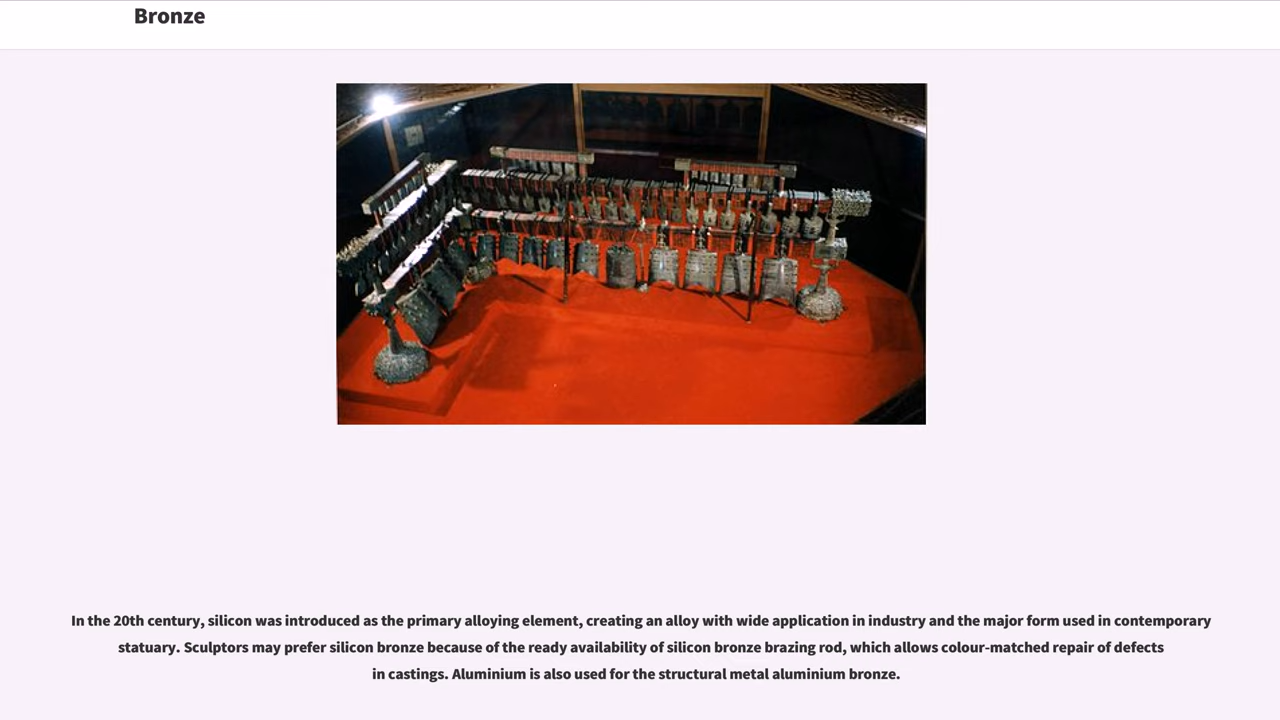 Bronze
In the 20th century, silicon was introduced as the primary alloying element, creating an alloy with wide application in industry and the major form used in contemporary
statuary. Sculptors may prefer silicon bronze because of the ready availability of silicon bronze brazing rod, which allows colour-matched repair of defects
in castings. Aluminium is also used for the structural metal aluminium bronze.